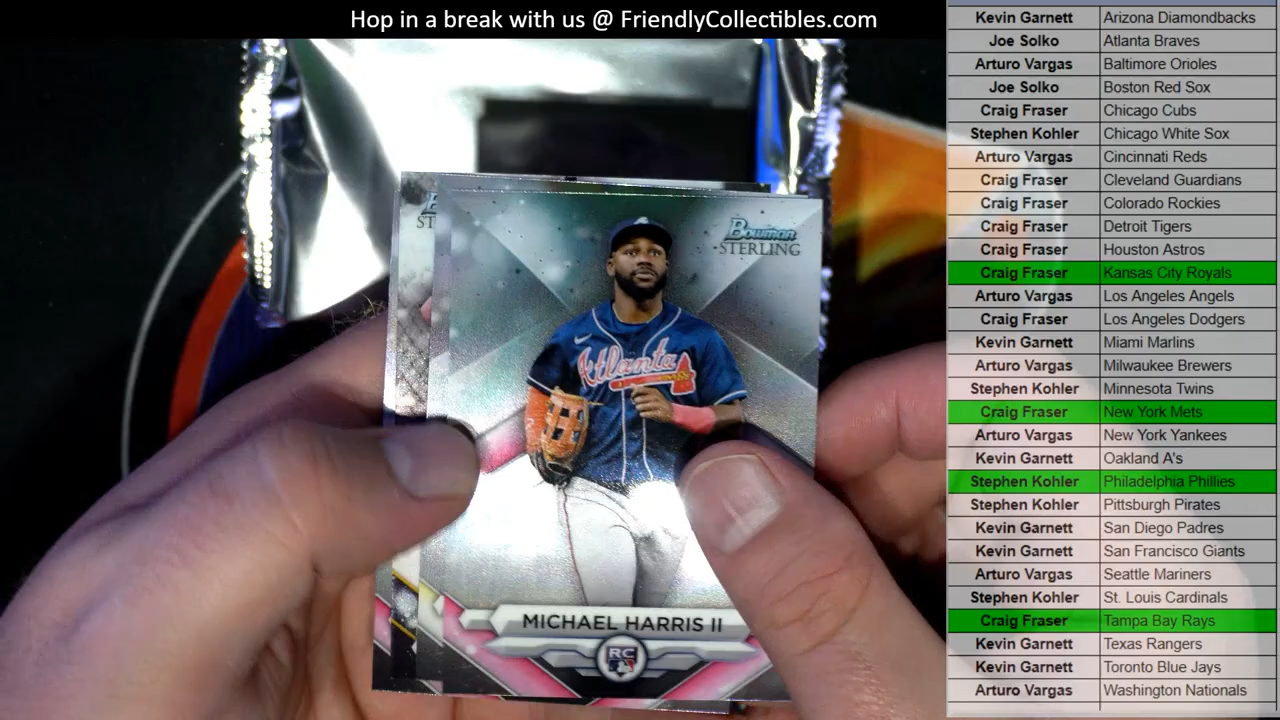 Hop in a break with us @ FriendlyCollectibles.com
Bowman
STERLING
ST
Atlanta
MICHAEL HARRIS II
RC
Kevin Garnett Arizona Diamondbacks
Joe Solko Atlanta Braves
Arturo Vargas Baltimore Orioles
Joe Solko Boston Red Sox
Craig Fraser Chicago Cubs
Stephen Kohler Chicago White Sox
Arturo Vargas Cincinnati Reds
Craig Fraser Cleveland Guardians
Craig Fraser Colorado Rockies
Craig Fraser Detroit Tigers
Craig Fraser Houston Astros
Craig Fraser Kansas City Royals
Arturo Vargas Los Angeles Angels
Craig Fraser Los Angeles Dodgers
Kevin Garnett Miami Marlins
Arturo Vargas Milwaukee Brewers
Stephen Kohler Minnesota Twins
Craig Fraser New York Mets
Arturo Vargas New York Yankees
Kevin Garnett Oakland A's
Stephen Kohler Philadelphia Phillies
Stephen Kohler Pittsburgh Pirates
Kevin Garnett San Diego Padres
Kevin Garnett San Francisco Giants
Arturo Vargas Seattle Mariners
Stephen Kohler St. Louis Cardinals
Craig Fraser Tampa Bay Rays
Kevin Garnett Texas Rangers
Kevin Garnett Toronto Blue Jays
Arturo Vargas Washington Nationals